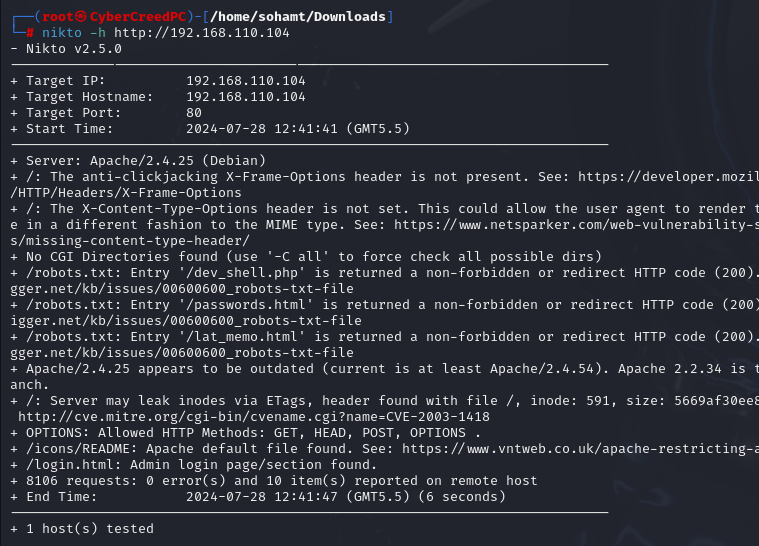 ┌──(root㉿CyberCreedPC)-[/home/sohamt/Downloads]
└─# nikto -h http://192.168.110.104
- Nikto v2.5.0
---------------------------------------------------------------------------
+ Target IP:          192.168.110.104
+ Target Hostname:    192.168.110.104
+ Target Port:        80
+ Start Time:         2024-07-28 12:41:41 (GMT5.5)
---------------------------------------------------------------------------
+ Server: Apache/2.4.25 (Debian)
+ /: The anti-clickjacking X-Frame-Options header is not present. See: https://developer.mozil
/HTTP/Headers/X-Frame-Options
+ /: The X-Content-Type-Options header is not set. This could allow the user agent to render t
e in a different fashion to the MIME type. See: https://www.netsparker.com/web-vulnerability-s
s/missing-content-type-header/
+ No CGI Directories found (use '-C all' to force check all possible dirs)
+ /robots.txt: Entry '/dev_shell.php' is returned a non-forbidden or redirect HTTP code (200).
gger.net/kb/issues/00600600_robots-txt-file
+ /robots.txt: Entry '/passwords.html' is returned a non-forbidden or redirect HTTP code (200)
igger.net/kb/issues/00600600_robots-txt-file
+ /robots.txt: Entry '/lat_memo.html' is returned a non-forbidden or redirect HTTP code (200).
gger.net/kb/issues/00600600_robots-txt-file
+ Apache/2.4.25 appears to be outdated (current is at least Apache/2.4.54). Apache 2.2.34 is t
anch.
+ /: Server may leak inodes via ETags, header found with file /, inode: 591, size: 5669af30ee8
 http://cve.mitre.org/cgi-bin/cvename.cgi?name=CVE-2003-1418
+ OPTIONS: Allowed HTTP Methods: GET, HEAD, POST, OPTIONS .
+ /icons/README: Apache default file found. See: https://www.vntweb.co.uk/apache-restricting-a
+ /login.html: Admin login page/section found.
+ 8106 requests: 0 error(s) and 10 item(s) reported on remote host
+ End Time:           2024-07-28 12:41:47 (GMT5.5) (6 seconds)
---------------------------------------------------------------------------
+ 1 host(s) tested